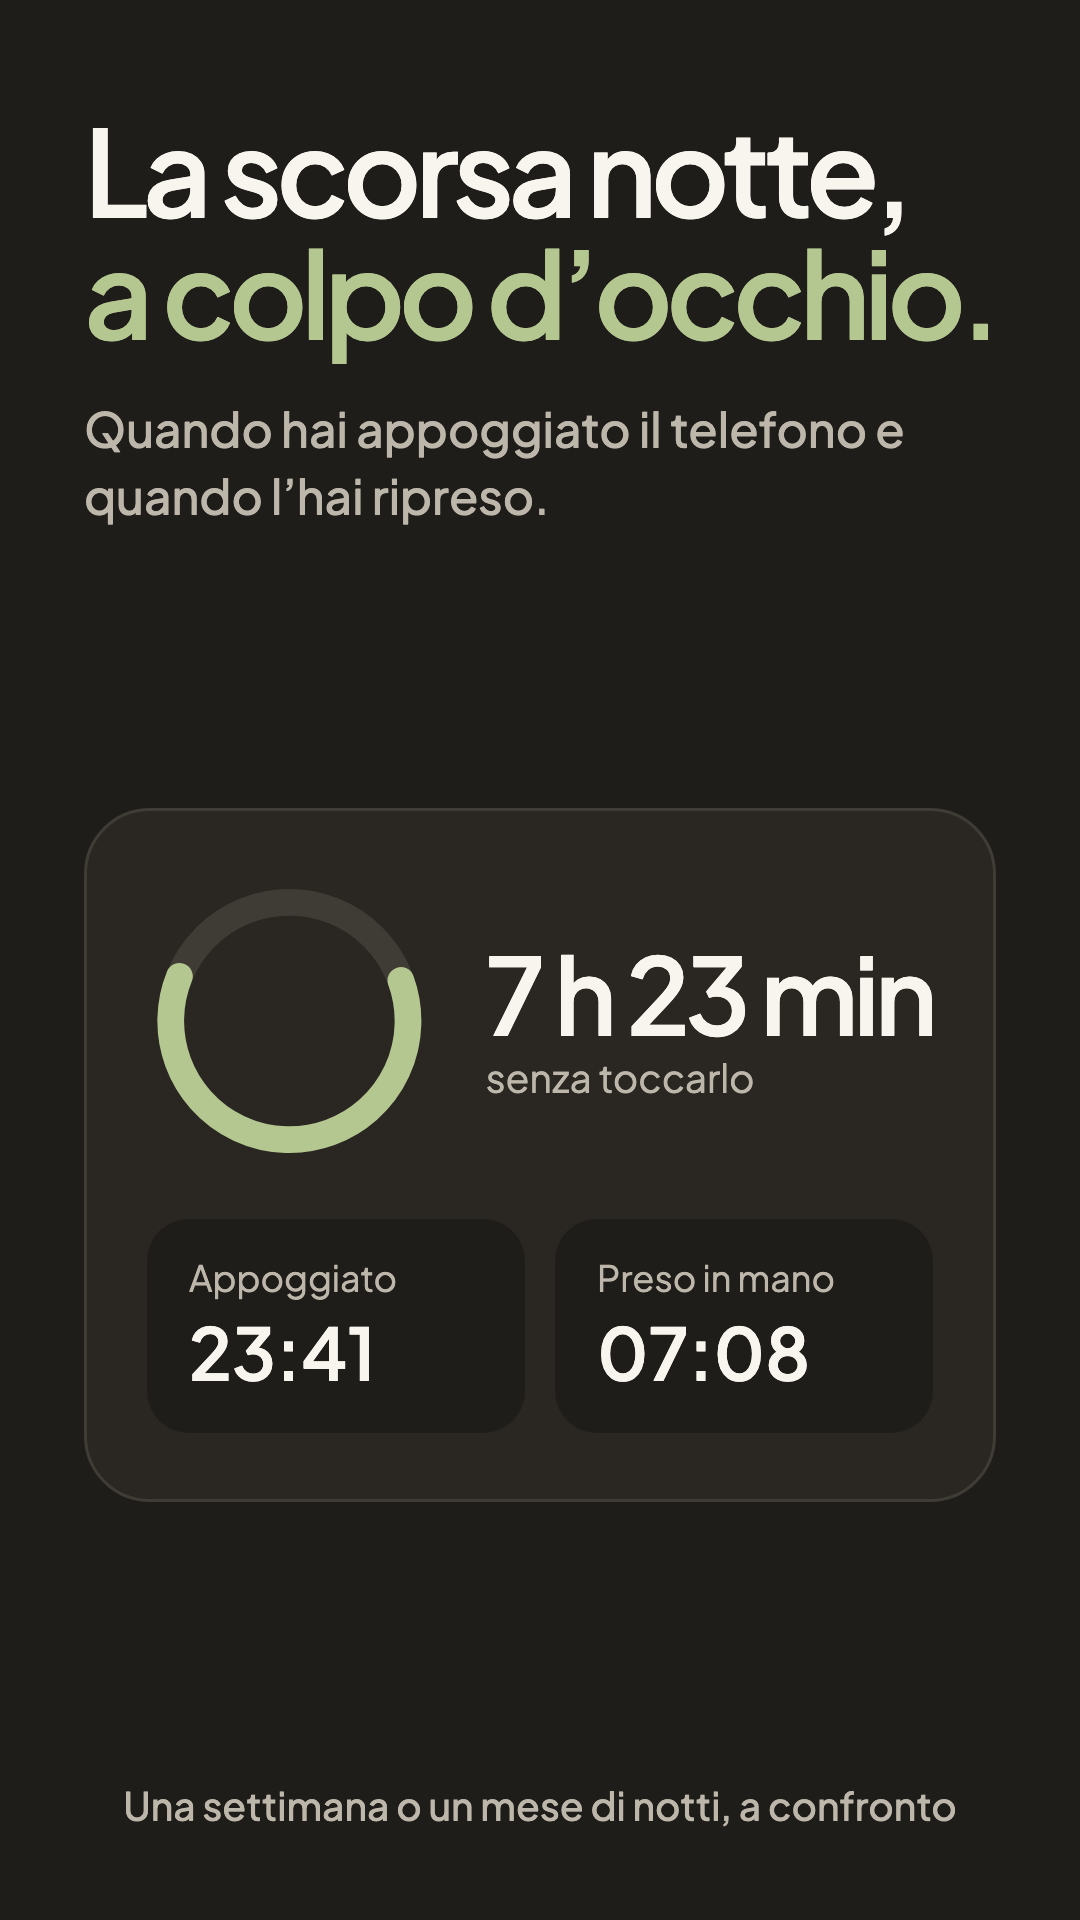 La scorsa notte,
a colpo d’occhio.
Quando hai appoggiato il telefono e
quando l’hai ripreso.
7 h 23 min
senza toccarlo
Appoggiato
23:41
Preso in mano
07:08
Una settimana o un mese di notti, a confronto